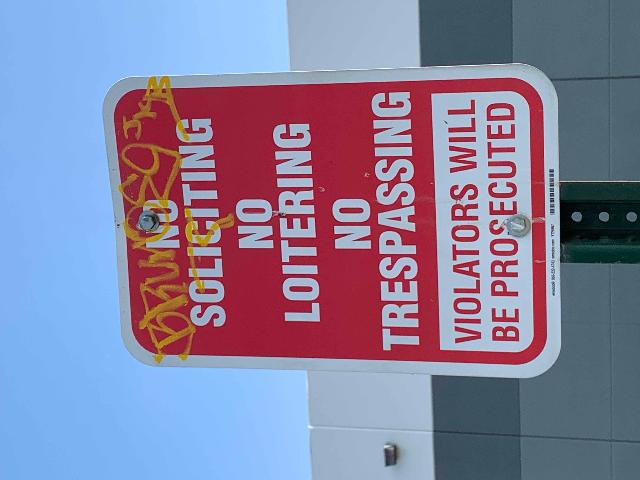 NO
SOLICITING
NO
LOITERING
NO
TRESPASSING
VIOLATORS WILL
BE PROSECUTED